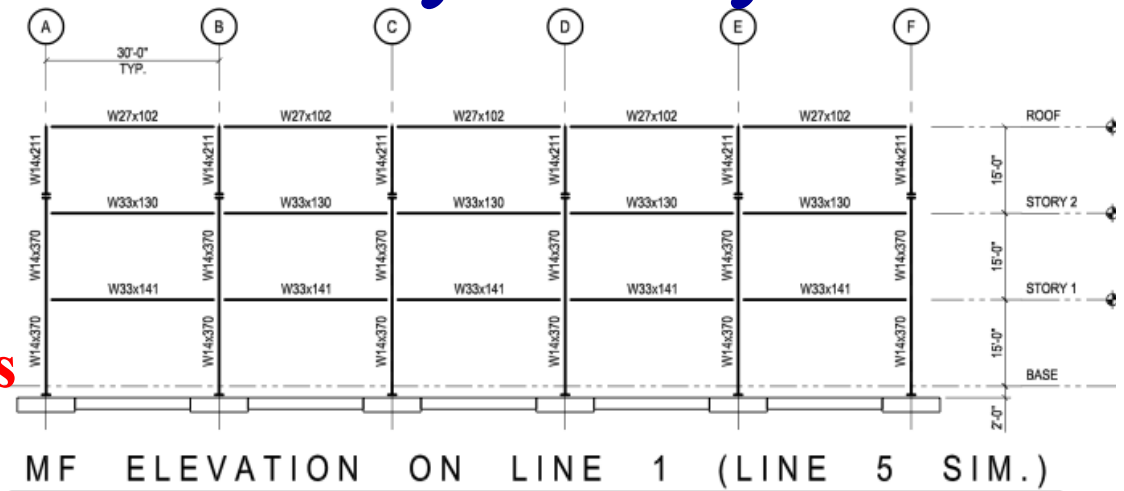 A B C D E F
30'-0"
TYP.
W27x102 W27x102 W27x102 W27x102 W27x102 ROOF
W14x211 W14x211 W14x211 W14x211 W14x211 W14x211 15'-0"
W33x130 W33x130 W33x130 W33x130 W33x130 STORY 2
W14x370 W14x370 W14x370 W14x370 W14x370 W14x370 15'-0"
W33x141 W33x141 W33x141 W33x141 W33x141 STORY 1
W14x370 W14x370 W14x370 W14x370 W14x370 W14x370 15'-0"
s
BASE
2'-0"
MF ELEVATION ON LINE 1 (LINE 5 SIM.)